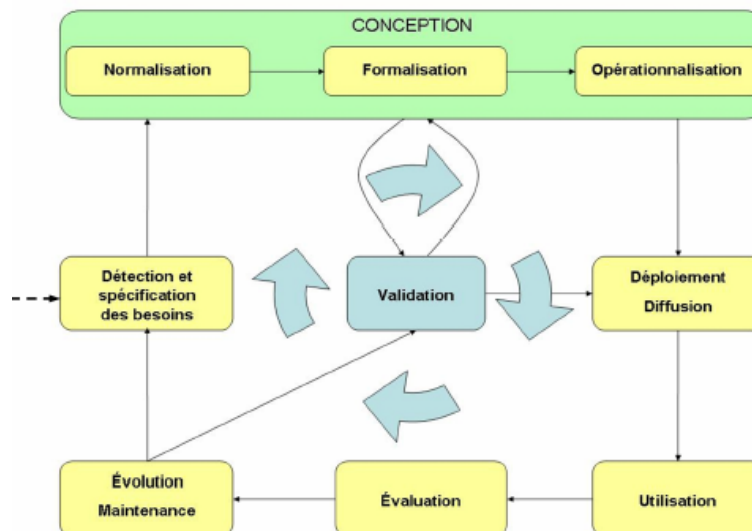 CONCEPTION
Normalisation
Formalisation
Opérationnalisation
Détection et
spécification
des besoins
Validation
Déploiement
Diffusion
Évolution
Maintenance
Évaluation
Utilisation